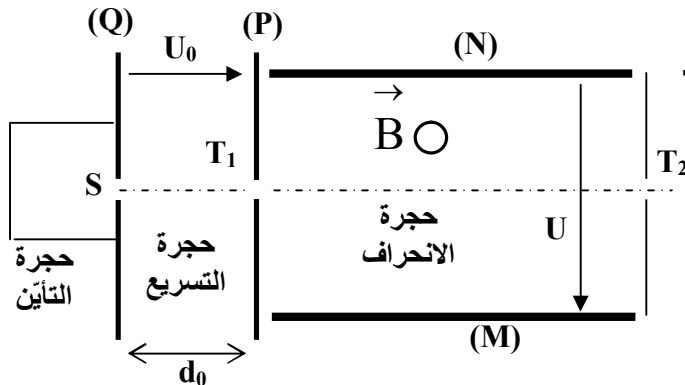 (Q)
(P)
U₀
(N)
B
T₁
T₂
S
حجرة
التأيّن
حجرة
التسريع
حجرة
الانحراف
U
(M)
d₀